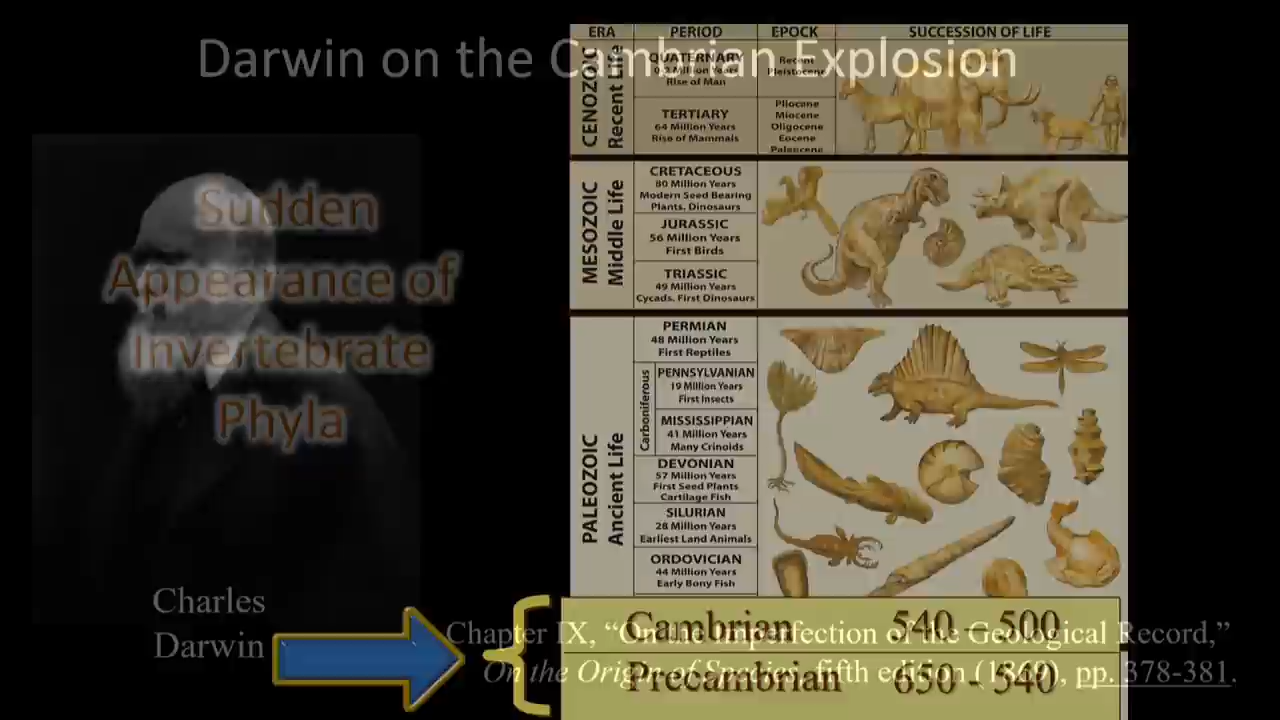 Darwin on the Cambrian Explosion
Sudden
Appearance of
Invertebrate
Phyla
Charles
Darwin
ERA PERIOD EPOCK SUCCESSION OF LIFE
CENOZOIC
Recent Life
QUATERNARY
Million Years
Rise of Man
Recent
Pleistocene
TERTIARY
64 Million Years
Rise of Mammals
Pliocane
Miocene
Oligocene
Eocene
Paleocene
MESOZOIC
Middle Life
CRETACEOUS
80 Million Years
Modern Seed Bearing
Plants. Dinosaurs
JURASSIC
56 Million Years
First Birds
TRIASSIC
49 Million Years
Cycads. First Dinosaurs
PALEOZOIC
Ancient Life
PERMIAN
48 Million Years
First Reptiles
Carboniferous
PENNSYLVANIAN
19 Million Years
First Insects
MISSISSIPPIAN
41 Million Years
Many Crinoids
DEVONIAN
57 Million Years
First Seed Plants
Cartilage Fish
SILURIAN
28 Million Years
Earliest Land Animals
ORDOVICIAN
44 Million Years
Early Bony Fish
Cambrian 540 - 500
Precambrian 650 - 540
Chapter IX, “On the Imperfection of the Geological Record,”
On the Origin of Species, fifth edition (1869), pp. 378-381.